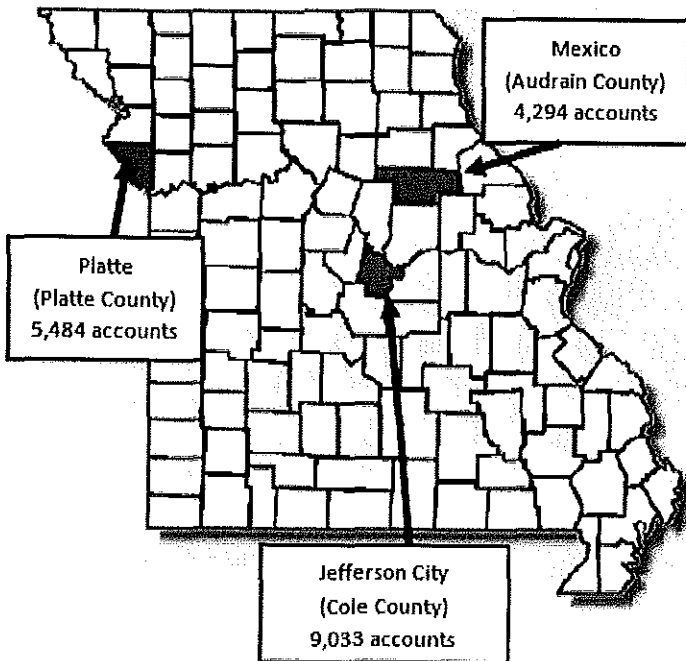 Mexico
(Audrain County)
4,294 accounts
Platte
(Platte County)
5,484 accounts
Jefferson City
(Cole County)
9,033 accounts